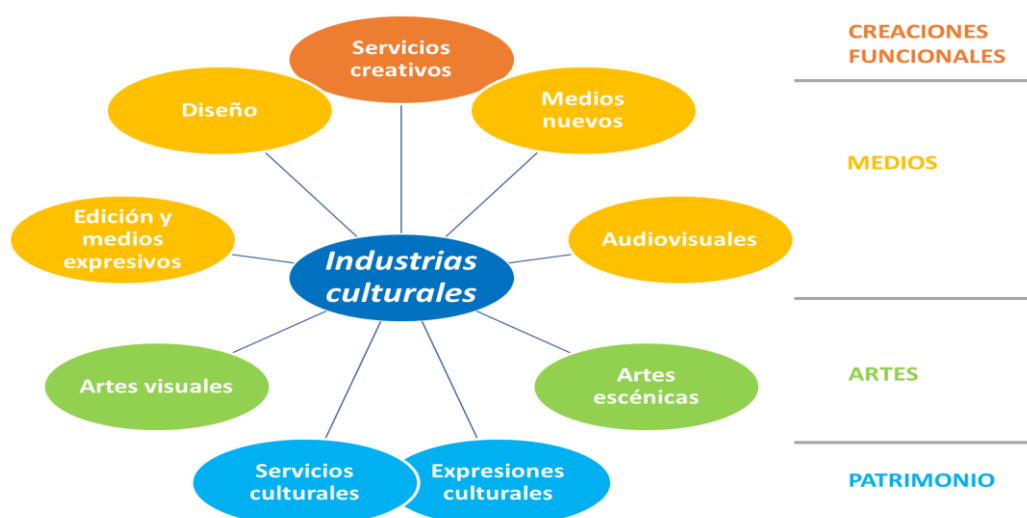 Servicios
creativos
CREACIONES
FUNCIONALES
Diseño
Medios
nuevos
MEDIOS
Edición y
medios
expresivos
Audiovisuales
Industrias
culturales
Artes visuales
Artes
escénicas
ARTES
Servicios
culturales
Expresiones
culturales
PATRIMONIO